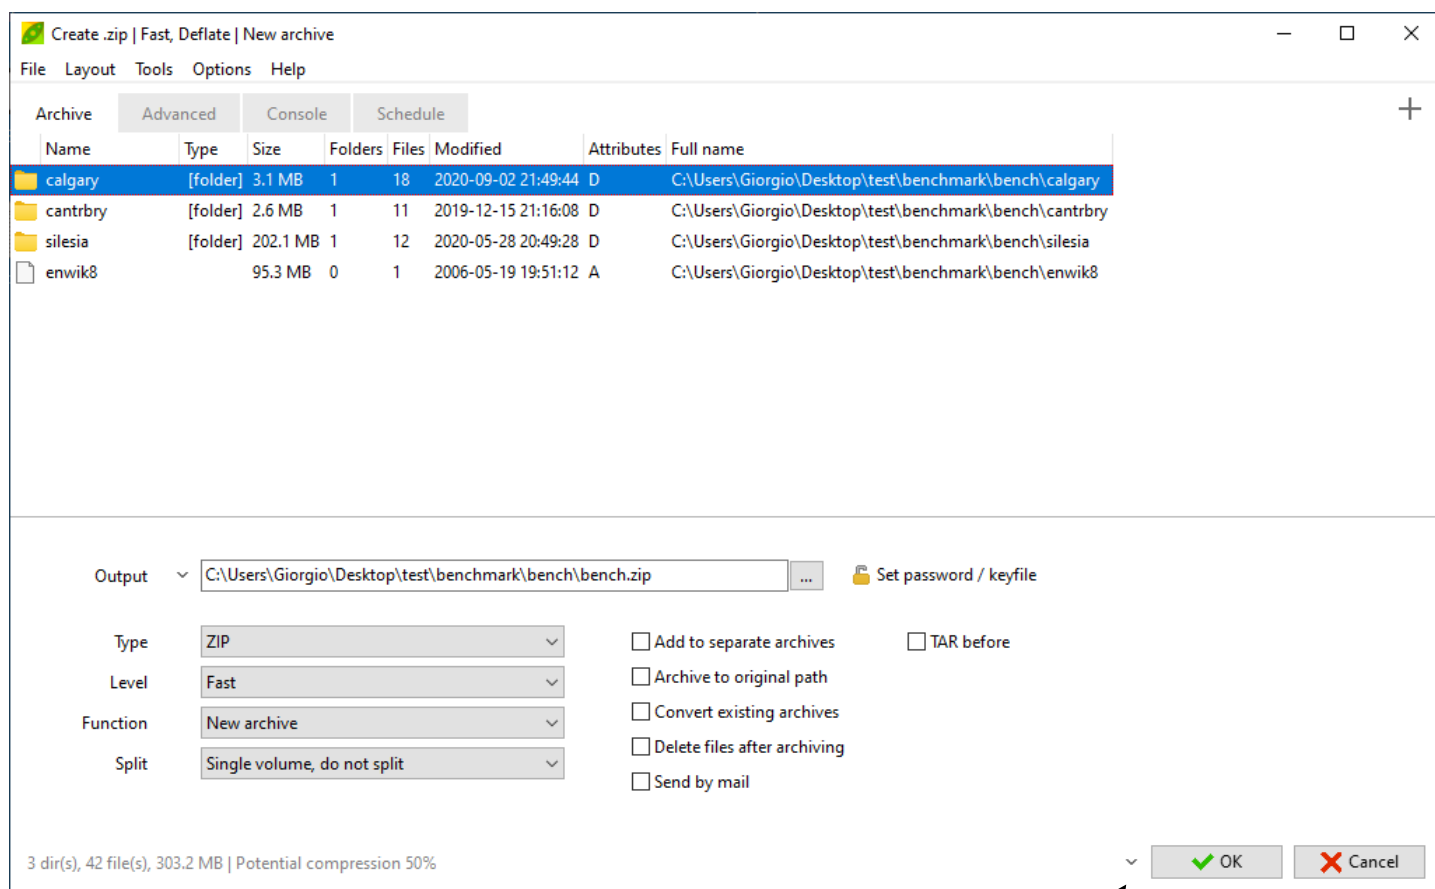 Create .zip | Fast, Deflate | New archive
File Layout Tools Options Help
Archive Advanced Console Schedule
Name Type Size Folders Files Modified Attributes Full name
calgary [folder] 3.1 MB 1 18 2020-09-02 21:49:44 D C:\Users\Giorgio\Desktop\test\benchmark\bench\calgary
cantrbry [folder] 2.6 MB 1 11 2019-12-15 21:16:08 D C:\Users\Giorgio\Desktop\test\benchmark\bench\cantrbry
silesia [folder] 202.1 MB 1 12 2020-05-28 20:49:28 D C:\Users\Giorgio\Desktop\test\benchmark\bench\silesia
enwik8 95.3 MB 0 1 2006-05-19 19:51:12 A C:\Users\Giorgio\Desktop\test\benchmark\bench\enwik8
Output C:\Users\Giorgio\Desktop\test\benchmark\bench\bench.zip ... Set password / keyfile
Type ZIP Add to separate archives TAR before
Level Fast Archive to original path
Function New archive Convert existing archives
Split Single volume, do not split Delete files after archiving
Send by mail
3 dir(s), 42 file(s), 303.2 MB | Potential compression 50% OK Cancel